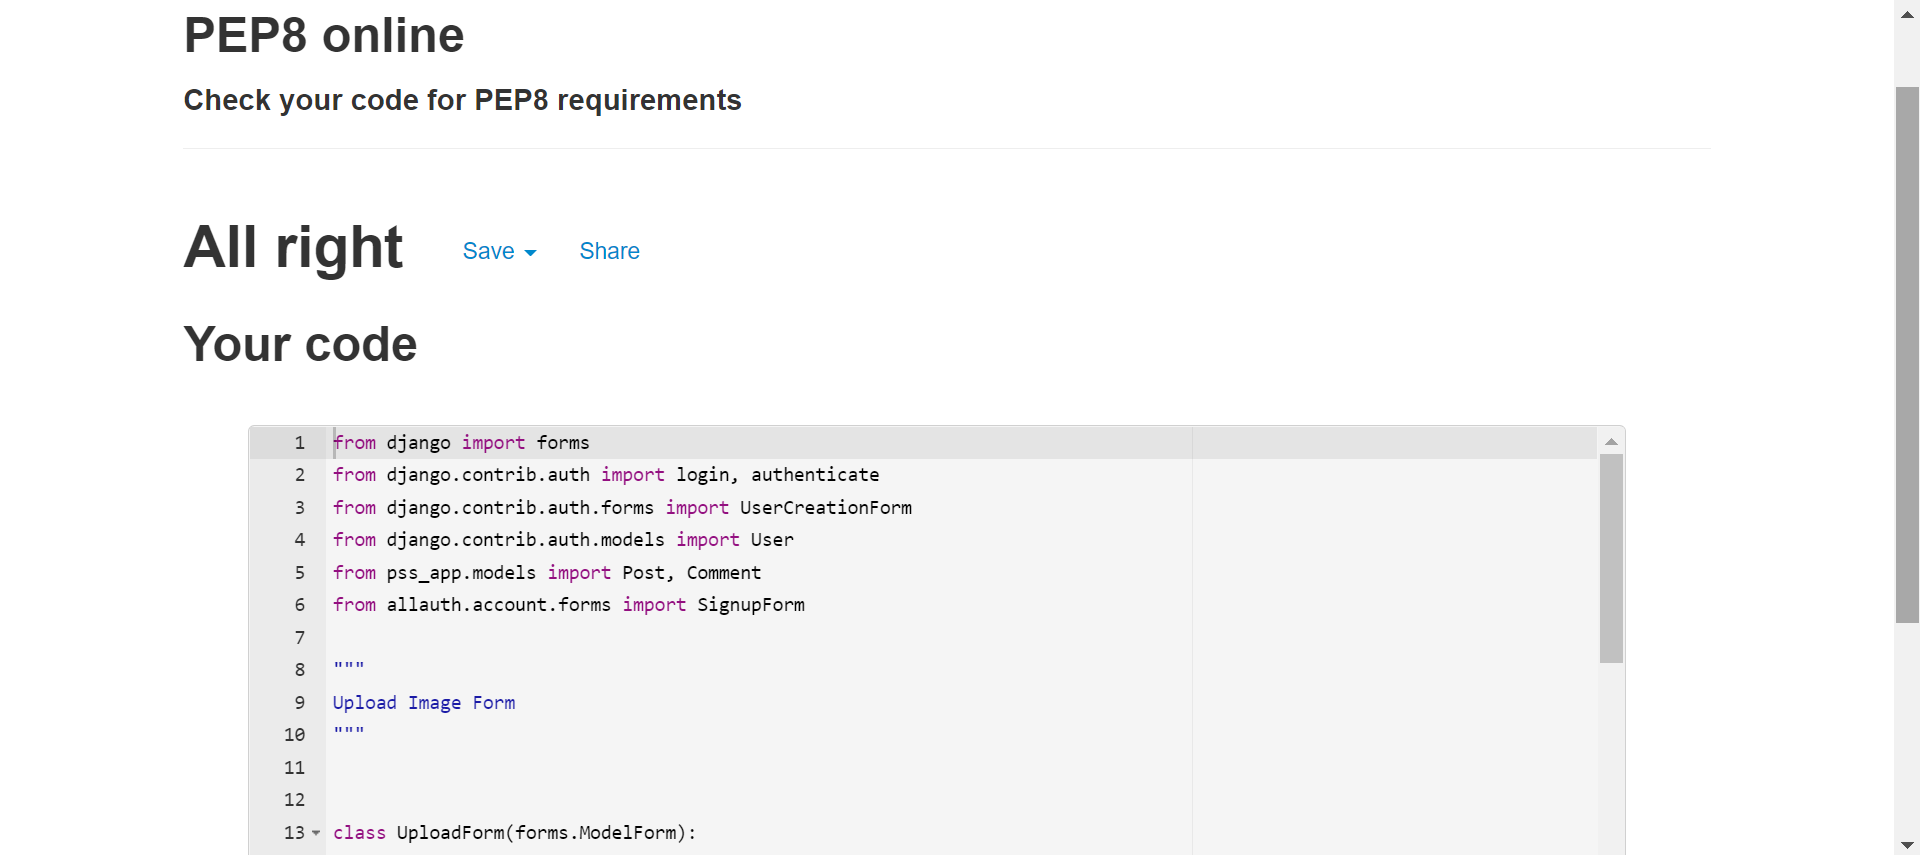 PEP8 online
Check your code for PEP8 requirements
All right Save Share
Your code
1 from django import forms
2 from django.contrib.auth import login, authenticate
3 from django.contrib.auth.forms import UserCreationForm
4 from django.contrib.auth.models import User
5 from pss_app.models import Post, Comment
6 from allauth.account.forms import SignupForm
7
8 """
9 Upload Image Form
10 """
11
12
13 class UploadForm(forms.ModelForm):